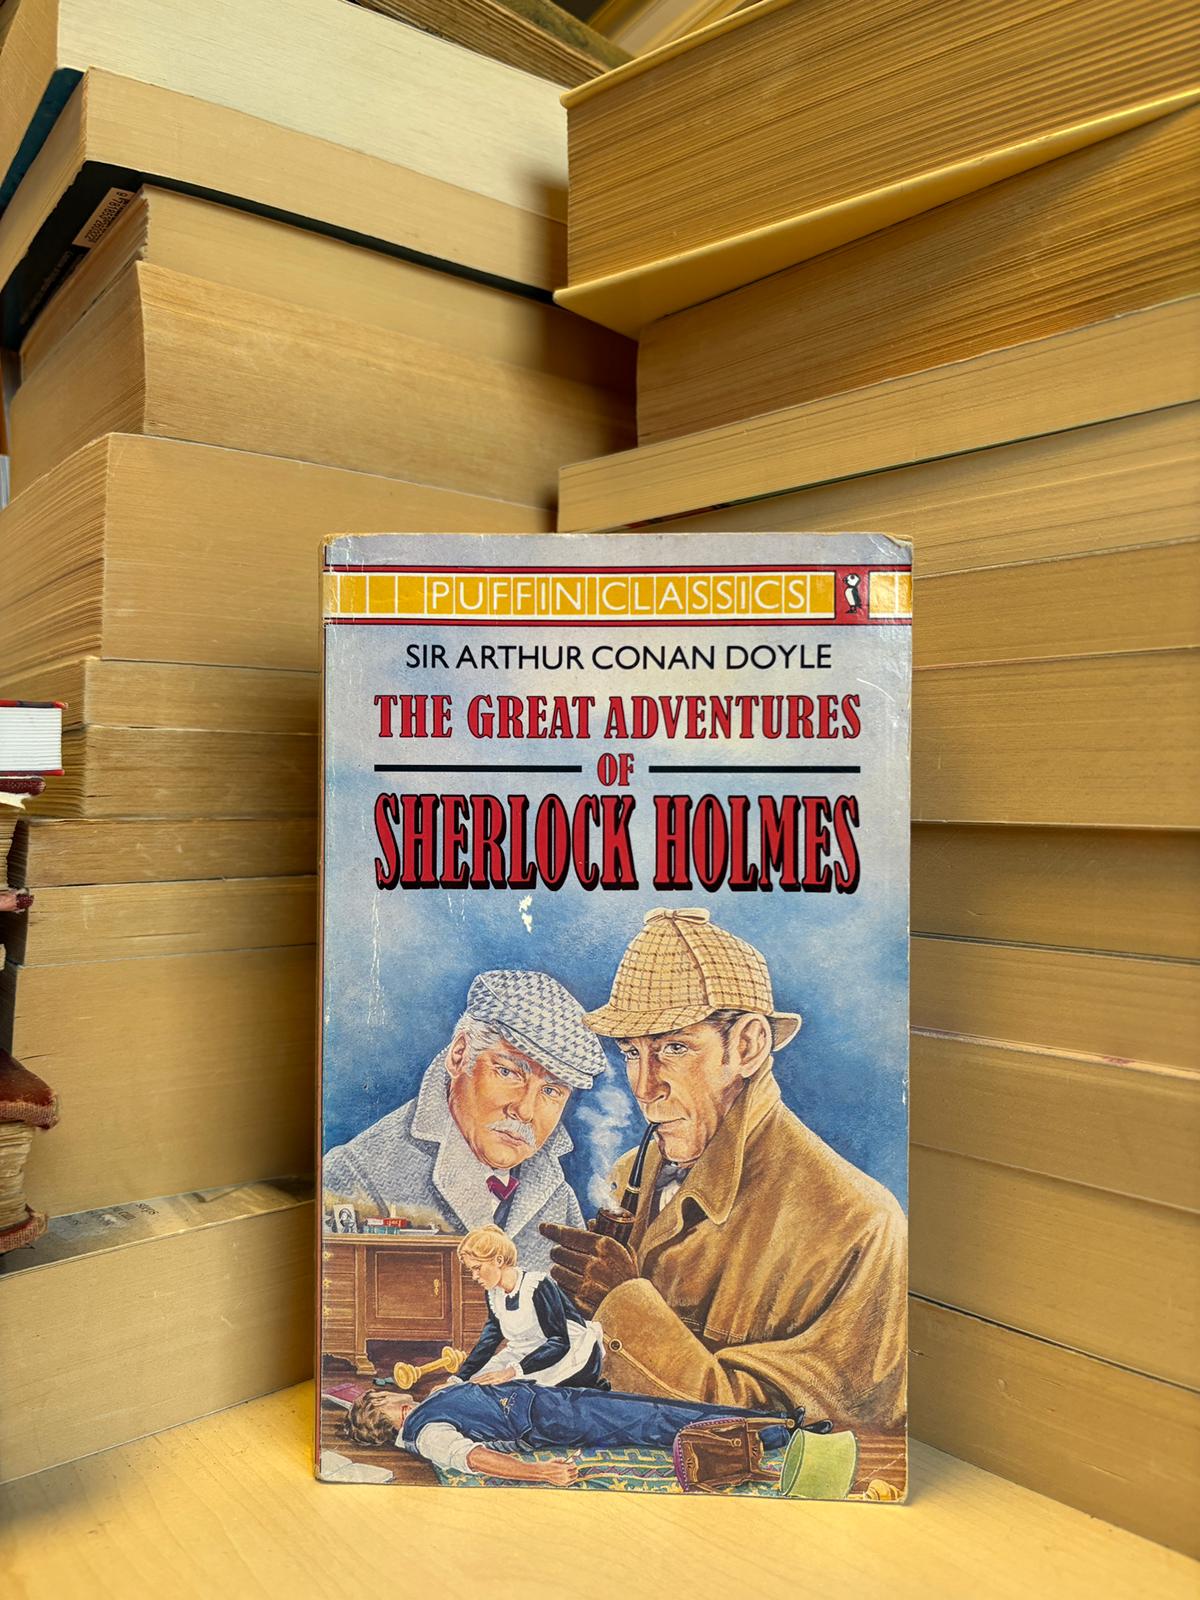 PUFFIN CLASSICS
SIR ARTHUR CONAN DOYLE
THE GREAT ADVENTURES
OF
SHERLOCK HOLMES